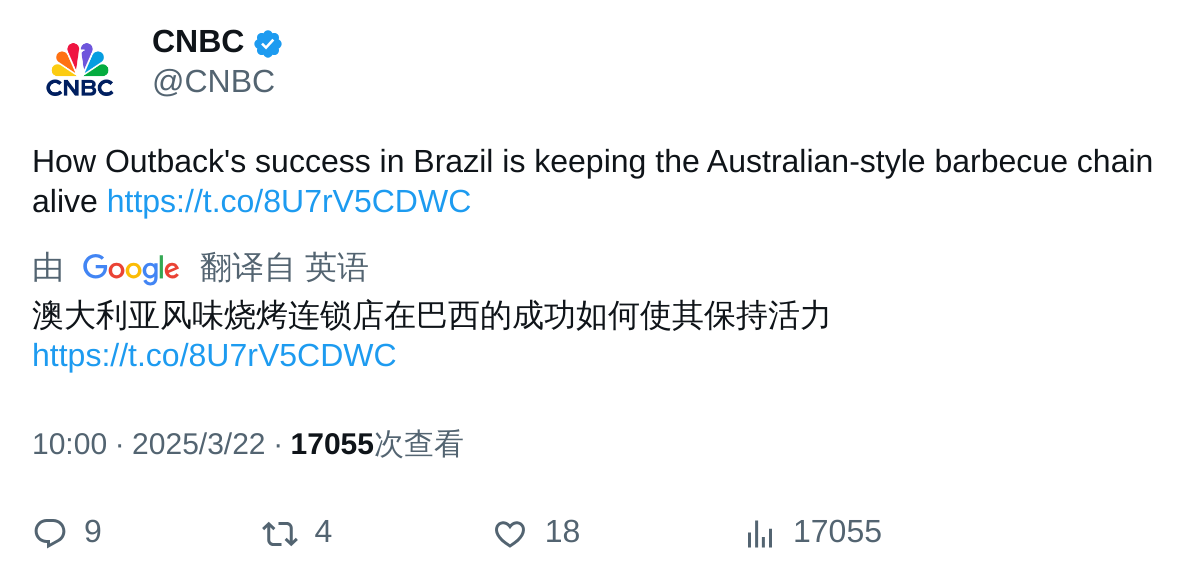 CNBC
CNBC
@CNBC
How Outback's success in Brazil is keeping the Australian-style barbecue chain
alive https://t.co/8U7rV5CDWC
由 Google 翻译自 英语
澳大利亚风味烧烤连锁店在巴西的成功如何使其保持活力
https://t.co/8U7rV5CDWC
10:00 · 2025/3/22 · 17055次查看
9 4 18 17055